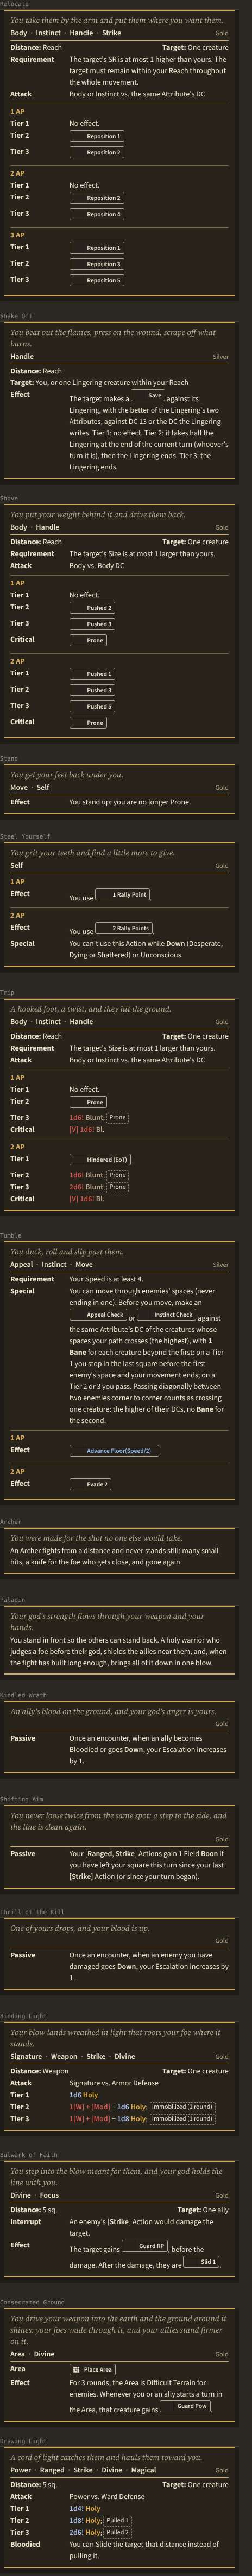 Relocate
You take them by the arm and put them where you want them.
Body · Instinct · Handle · Strike Gold
Distance: Reach Target: One creature
Requirement The target's SR is at most 1 higher than yours. The
target must remain within your Reach throughout
the whole movement.
Attack Body or Instinct vs. the same Attribute's DC
1 AP
Tier 1 No effect.
Tier 2 Reposition 1
Tier 3 Reposition 2
2 AP
Tier 1 No effect.
Tier 2 Reposition 2
Tier 3 Reposition 4
3 AP
Tier 1 Reposition 1
Tier 2 Reposition 3
Tier 3 Reposition 5
Shake Off
You beat out the flames, press on the wound, scrape off what
burns.
Handle Silver
Distance: Reach
Target: You, or one Lingering creature within your Reach
Effect The target makes a Save against its
Lingering, with the better of the Lingering's two
Attributes, against DC 13 or the DC the Lingering
writes. Tier 1: no effect. Tier 2: it takes half the
Lingering at the end of the current turn (whoever's
turn it is), then the Lingering ends. Tier 3: the
Lingering ends.
Shove
You put your weight behind it and drive them back.
Body · Handle Gold
Distance: Reach Target: One creature
Requirement The target's Size is at most 1 larger than yours.
Attack Body vs. Body DC
1 AP
Tier 1 No effect.
Tier 2 Pushed 2
Tier 3 Pushed 3
Critical Prone
2 AP
Tier 1 Pushed 1
Tier 2 Pushed 3
Tier 3 Pushed 5
Critical Prone
Stand
You get your feet back under you.
Move · Self Gold
Effect You stand up: you are no longer Prone.
Steel Yourself
You grit your teeth and find a little more to give.
Self Gold
1 AP
Effect You use 1 Rally Point.
2 AP
Effect You use 2 Rally Points.
Special You can't use this Action while Down (Desperate,
Dying or Shattered) or Unconscious.
Trip
A hooked foot, a twist, and they hit the ground.
Body · Instinct · Handle Gold
Distance: Reach Target: One creature
Requirement The target's Size is at most 1 larger than yours.
Attack Body or Instinct vs. the same Attribute's DC
1 AP
Tier 1 No effect.
Tier 2 Prone
Tier 3 1d6! Blunt; Prone
Critical [V] 1d6! Bl.
2 AP
Tier 1 Hindered (EoT)
Tier 2 1d6! Blunt; Prone
Tier 3 2d6! Blunt; Prone
Critical [V] 1d6! Bl.
Tumble
You duck, roll and slip past them.
Appeal · Instinct · Move Silver
Requirement Your Speed is at least 4.
Special You can move through enemies' spaces (never
ending in one). Before you move, make an
Appeal Check or Instinct Check against
the same Attribute's DC of the creatures whose
spaces your path crosses (the highest), with 1
Bane for each creature beyond the first: on a Tier
1 you stop in the last square before the first
enemy's space and your movement ends; on a
Tier 2 or 3 you pass. Passing diagonally between
two enemies corner to corner counts as crossing
one creature: the higher of their DCs, no Bane for
the second.
1 AP
Effect Advance Floor(Speed/2)
2 AP
Effect Evade 2
Archer
You were made for the shot no one else would take.
An Archer fights from a distance and never stands still: many small
hits, a knife for the foe who gets close, and gone again.
Paladin
Your god's strength flows through your weapon and your
hands.
You stand in front so the others can stand back. A holy warrior who
judges a foe before their god, shields the allies near them, and, when
the fight has built long enough, brings all of it down in one blow.
Kindled Wrath
An ally's blood on the ground, and your god's anger is yours.
Gold
Passive Once an encounter, when an ally becomes
Bloodied or goes Down, your Escalation increases
by 1.
Shifting Aim
You never loose twice from the same spot: a step to the side, and
the line is clean again.
Gold
Passive Your [Ranged, Strike] Actions gain 1 Field Boon if
you have left your square this turn since your last
[Strike] Action (or since your turn began).
Thrill of the Kill
One of yours drops, and your blood is up.
Gold
Passive Once an encounter, when an enemy you have
damaged goes Down, your Escalation increases by
1.
Binding Light
Your blow lands wreathed in light that roots your foe where it
stands.
Signature · Weapon · Strike · Divine Gold
Distance: Weapon Target: One creature
Attack Signature vs. Armor Defense
Tier 1 1d6 Holy
Tier 2 1[W] + [Mod] + 1d6 Holy; Immobilized (1 round)
Tier 3 1[W] + [Mod] + 1d8 Holy; Immobilized (1 round)
Bulwark of Faith
You step into the blow meant for them, and your god holds the
line with you.
Divine · Focus Gold
Distance: 5 sq. Target: One ally
Interrupt An enemy's [Strike] Action would damage the
target.
Effect The target gains Guard RP, before the
damage. After the damage, they are Slid 1.
Consecrated Ground
You drive your weapon into the earth and the ground around it
shines: your foes wade through it, and your allies stand firmer
on it.
Area · Divine Gold
Area Place Area
Effect For 3 rounds, the Area is Difficult Terrain for
enemies. Whenever you or an ally starts a turn in
the Area, that creature gains Guard Pow.
Drawing Light
A cord of light catches them and hauls them toward you.
Power · Ranged · Strike · Divine · Magical Gold
Distance: 5 sq. Target: One creature
Attack Power vs. Ward Defense
Tier 1 1d4! Holy
Tier 2 1d8! Holy; Pulled 1
Tier 3 2d6! Holy; Pulled 2
Bloodied You can Slide the target that distance instead of
pulling it.